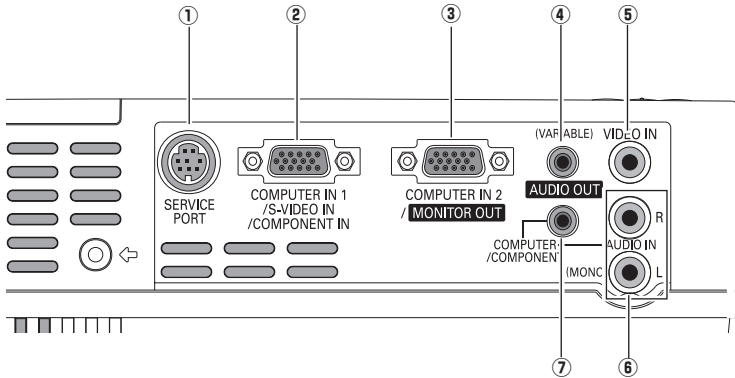 ① ② ③ ④ ⑤
(VARIABLE) VIDEO IN
AUDIO OUT
SERVICE
PORT
COMPUTER IN 1
/S-VIDEO IN
/COMPONENT IN
COMPUTER IN 2
/ MONITOR OUT
R
COMPUTER
/COMPONENT
AUDIO IN
(MONO
L
⑦ ⑥